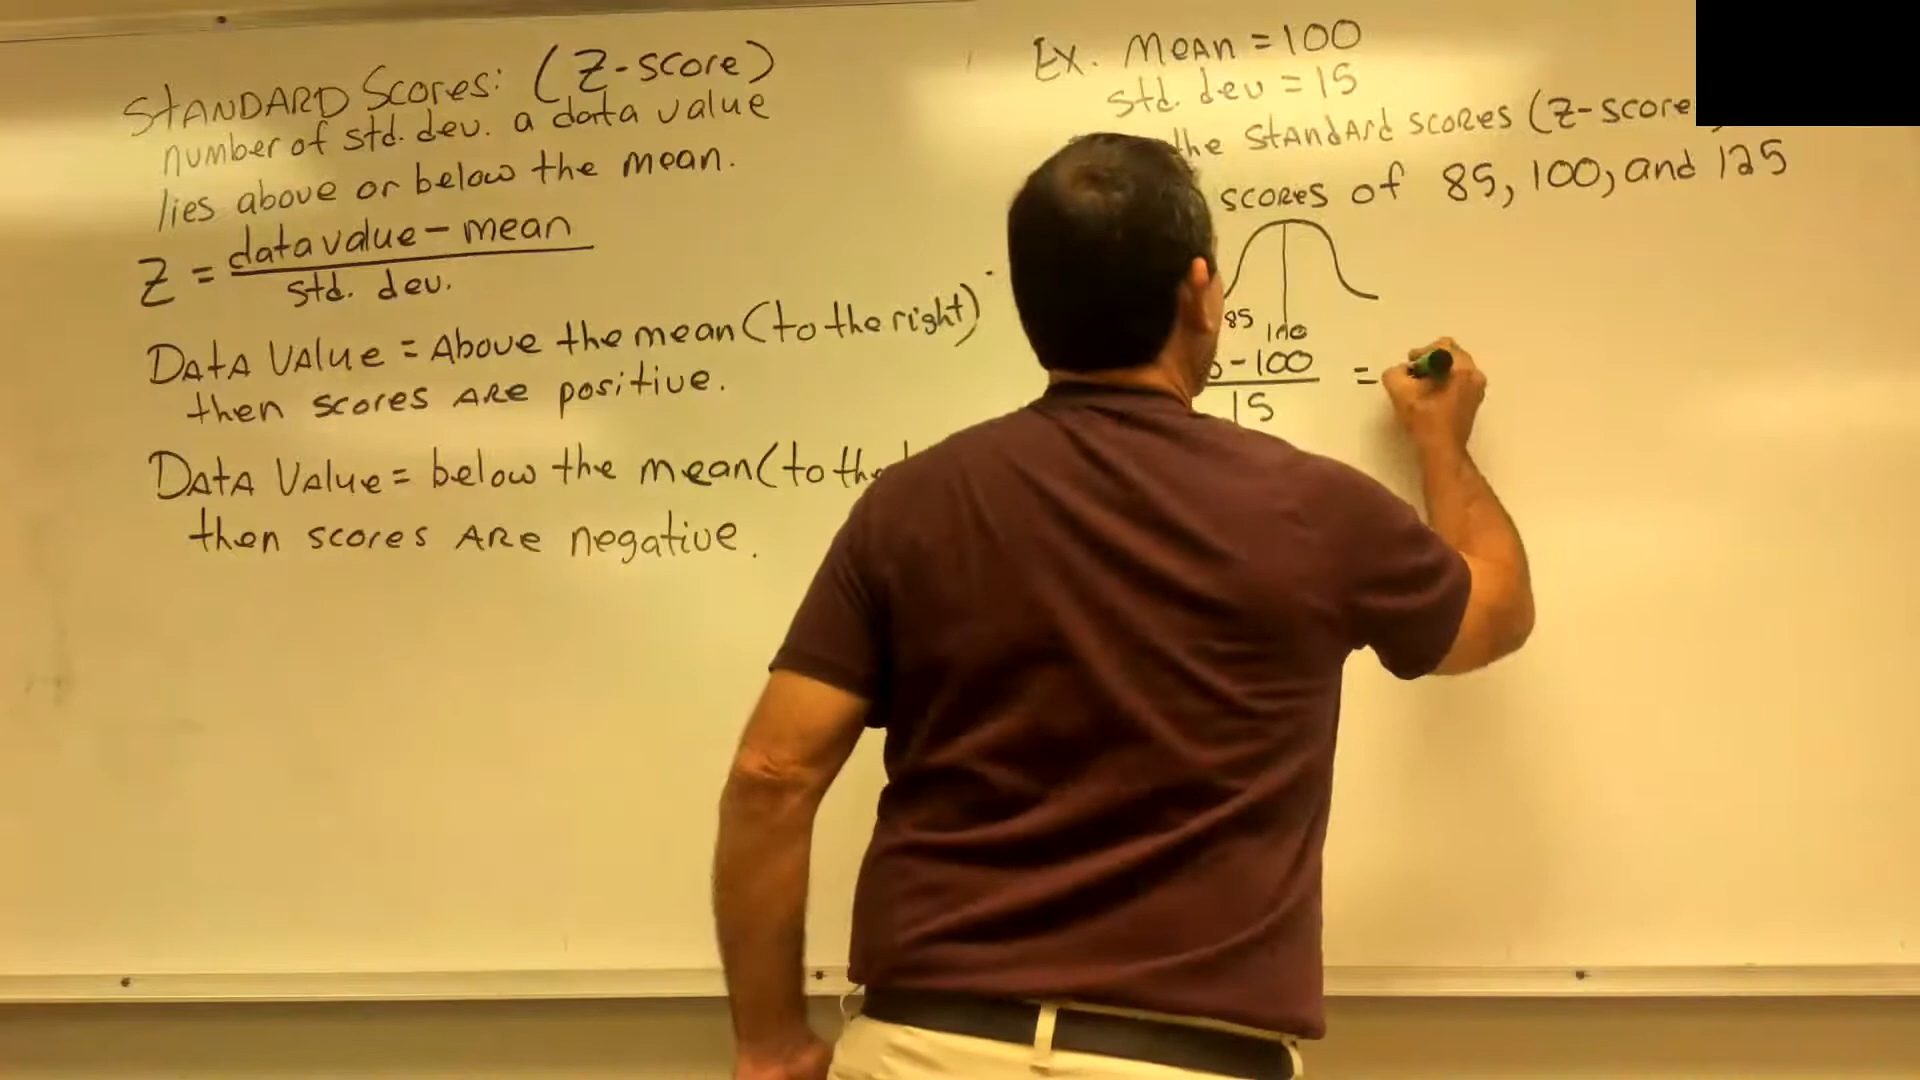 STANDARD Scores: (Z-score)
number of std. dev. a data value
lies above or below the mean.
Z = data value - mean
std. dev.
DATA VALUE = Above the mean (to the right)
then scores ARE positive.
DATA VALUE = below the mean (to the
then scores ARE negative.
Ex. Mean = 100
std. dev = 15
the STANDARD SCORES (Z-score
SCORES of 85, 100, and 125
85 100
- 100 =
15